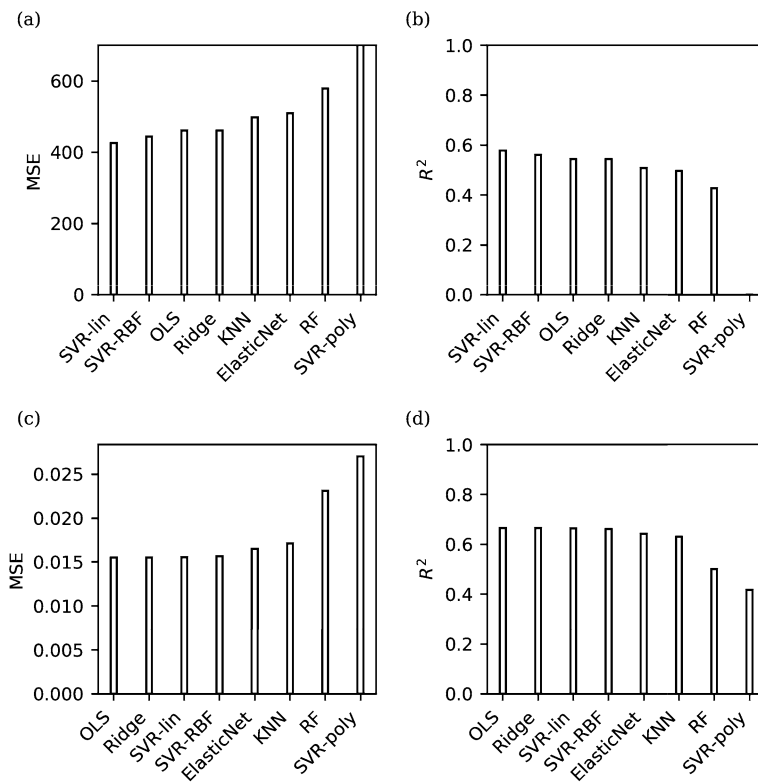 (a)
MSE
600
400
200
0
SVR-lin
SVR-RBF
OLS
Ridge
KNN
ElasticNet
RF
SVR-poly
(b)
R²
1.0
0.8
0.6
0.4
0.2
0.0
SVR-lin
SVR-RBF
OLS
Ridge
KNN
ElasticNet
RF
SVR-poly
(c)
MSE
0.025
0.020
0.015
0.010
0.005
0.000
OLS
Ridge
SVR-lin
SVR-RBF
ElasticNet
KNN
RF
SVR-poly
(d)
R²
1.0
0.8
0.6
0.4
0.2
0.0
OLS
Ridge
SVR-lin
SVR-RBF
ElasticNet
KNN
RF
SVR-poly